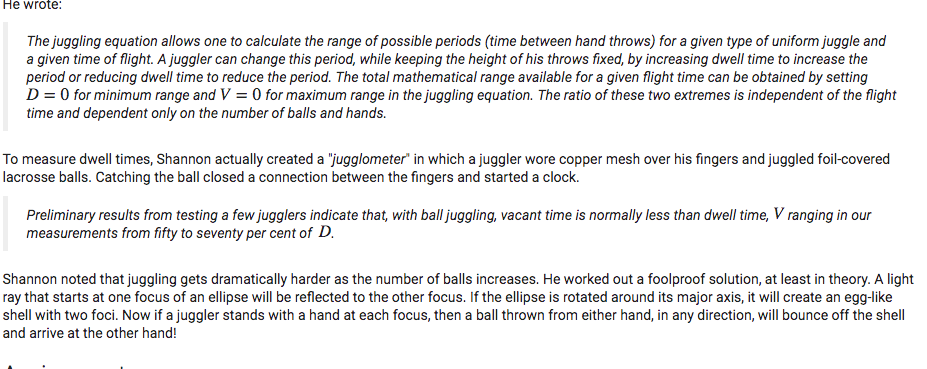 He wrote:
The juggling equation allows one to calculate the range of possible periods (time between hand throws) for a given type of uniform juggle and
a given time of flight. A juggler can change this period, while keeping the height of his throws fixed, by increasing dwell time to increase the
period or reducing dwell time to reduce the period. The total mathematical range available for a given flight time can be obtained by setting
D = 0 for minimum range and V = 0 for maximum range in the juggling equation. The ratio of these two extremes is independent of the flight
time and dependent only on the number of balls and hands.
To measure dwell times, Shannon actually created a "jugglometer" in which a juggler wore copper mesh over his fingers and juggled foil-covered
lacrosse balls. Catching the ball closed a connection between the fingers and started a clock.
Preliminary results from testing a few jugglers indicate that, with ball juggling, vacant time is normally less than dwell time, V ranging in our
measurements from fifty to seventy per cent of D.
Shannon noted that juggling gets dramatically harder as the number of balls increases. He worked out a foolproof solution, at least in theory. A light
ray that starts at one focus of an ellipse will be reflected to the other focus. If the ellipse is rotated around its major axis, it will create an egg-like
shell with two foci. Now if a juggler stands with a hand at each focus, then a ball thrown from either hand, in any direction, will bounce off the shell
and arrive at the other hand!